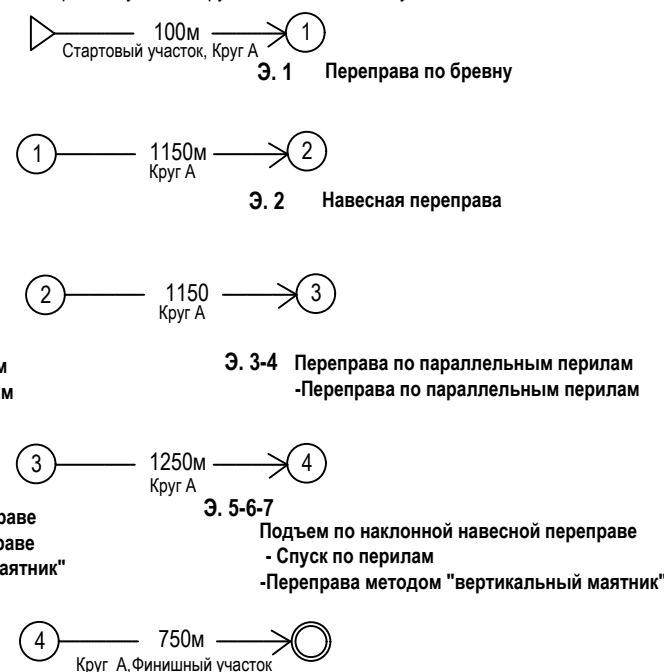 100м
1
Стартовый участок, Круг А
Э. 1 Переправа по бревну
1 1150м 2
Круг А
Э. 2 Навесная переправа
2 1150 3
Круг А
Э. 3-4 Переправа по параллельным перилам
-Переправа по параллельным перилам
3 1250м 4
Круг А
Э. 5-6-7
Подъем по наклонной навесной переправе
- Спуск по перилам
-Переправа методом "вертикальный маятник"
4 750м
Круг А,Финишный участок